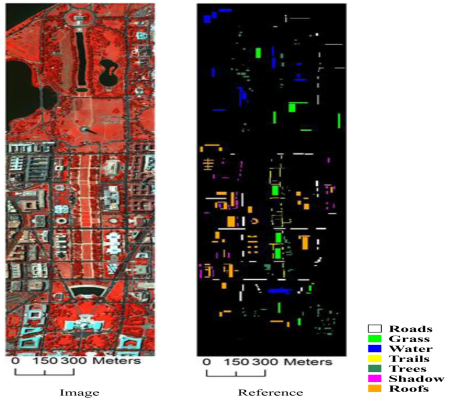 Roads
Grass
Water
Trails
Trees
Shadow
Roofs
0 150 300 Meters
0 150 300 Meters
Image
Reference